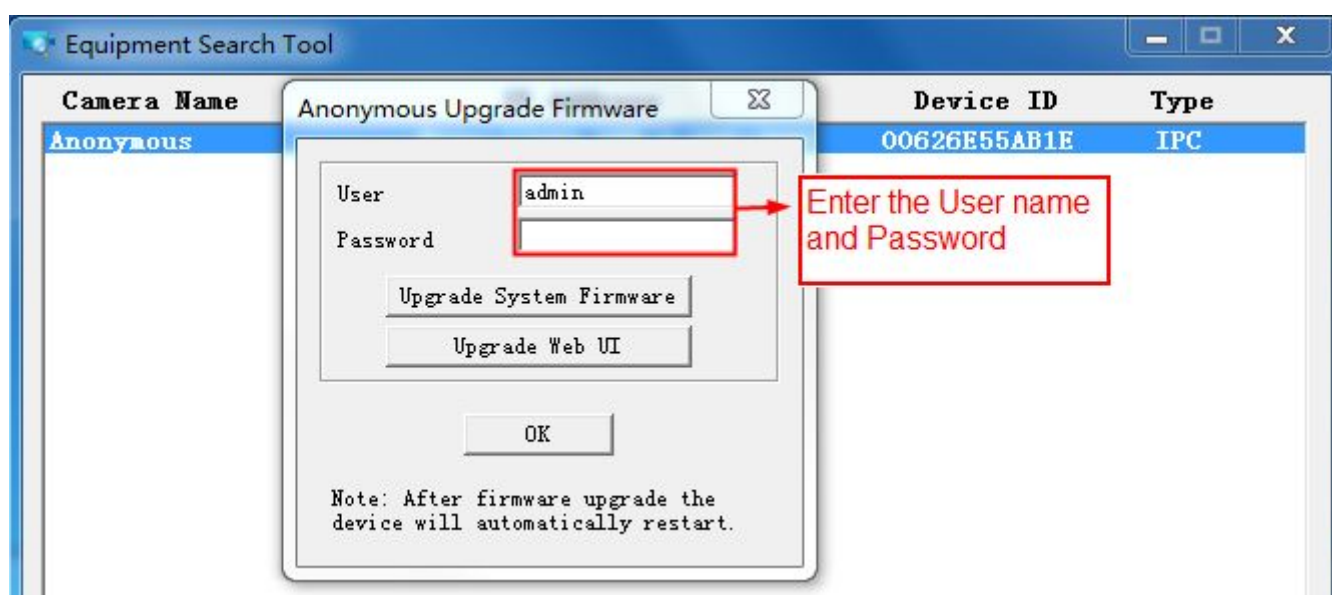 Equipment Search Tool
Camera Name
Device ID
Type
Anonymous
00626E55AB1E
IPC
Anonymous Upgrade Firmware
User
admin
Password
Upgrade System Firmware
Upgrade Web UI
OK
Note: After firmware upgrade the
device will automatically restart.
Enter the User name
and Password